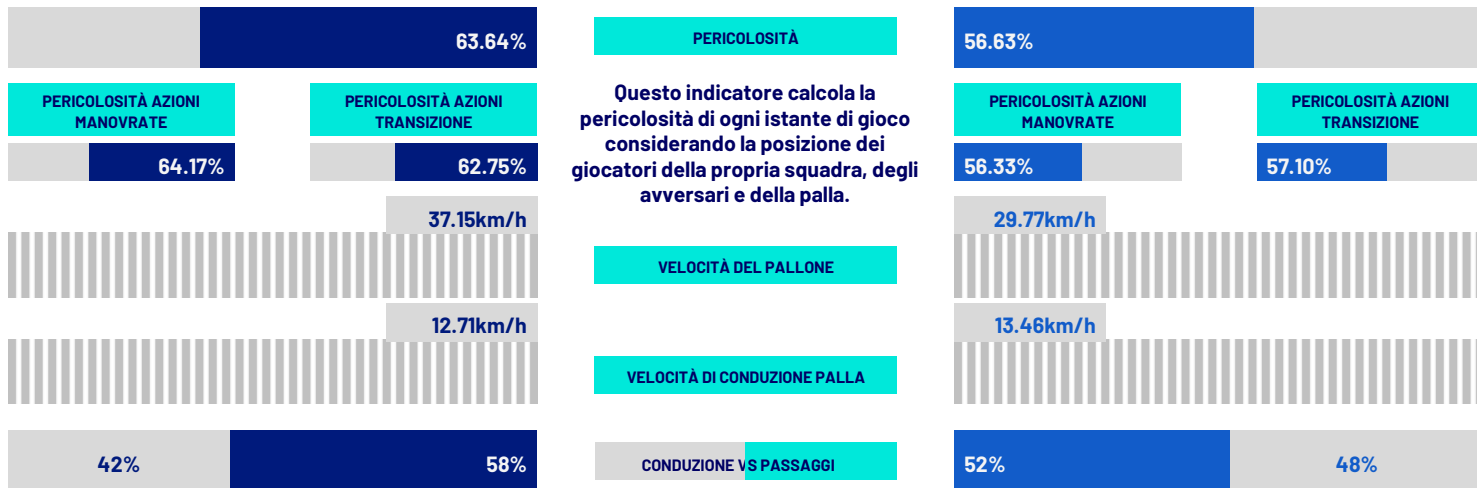 63.64%
PERICOLOSITÀ
56.63%
PERICOLOSITÀ AZIONI
MANOVRATE
PERICOLOSITÀ AZIONI
TRANSIZIONE
64.17%
62.75%
Questo indicatore calcola la
pericolosità di ogni istante di gioco
considerando la posizione dei
giocatori della propria squadra, degli
avversari e della palla.
PERICOLOSITÀ AZIONI
MANOVRATE
PERICOLOSITÀ AZIONI
TRANSIZIONE
56.33%
57.10%
37.15km/h
VELOCITÀ DEL PALLONE
29.77km/h
12.71km/h
VELOCITÀ DI CONDUZIONE PALLA
13.46km/h
42%
58%
CONDUZIONE VS PASSAGGI
52%
48%